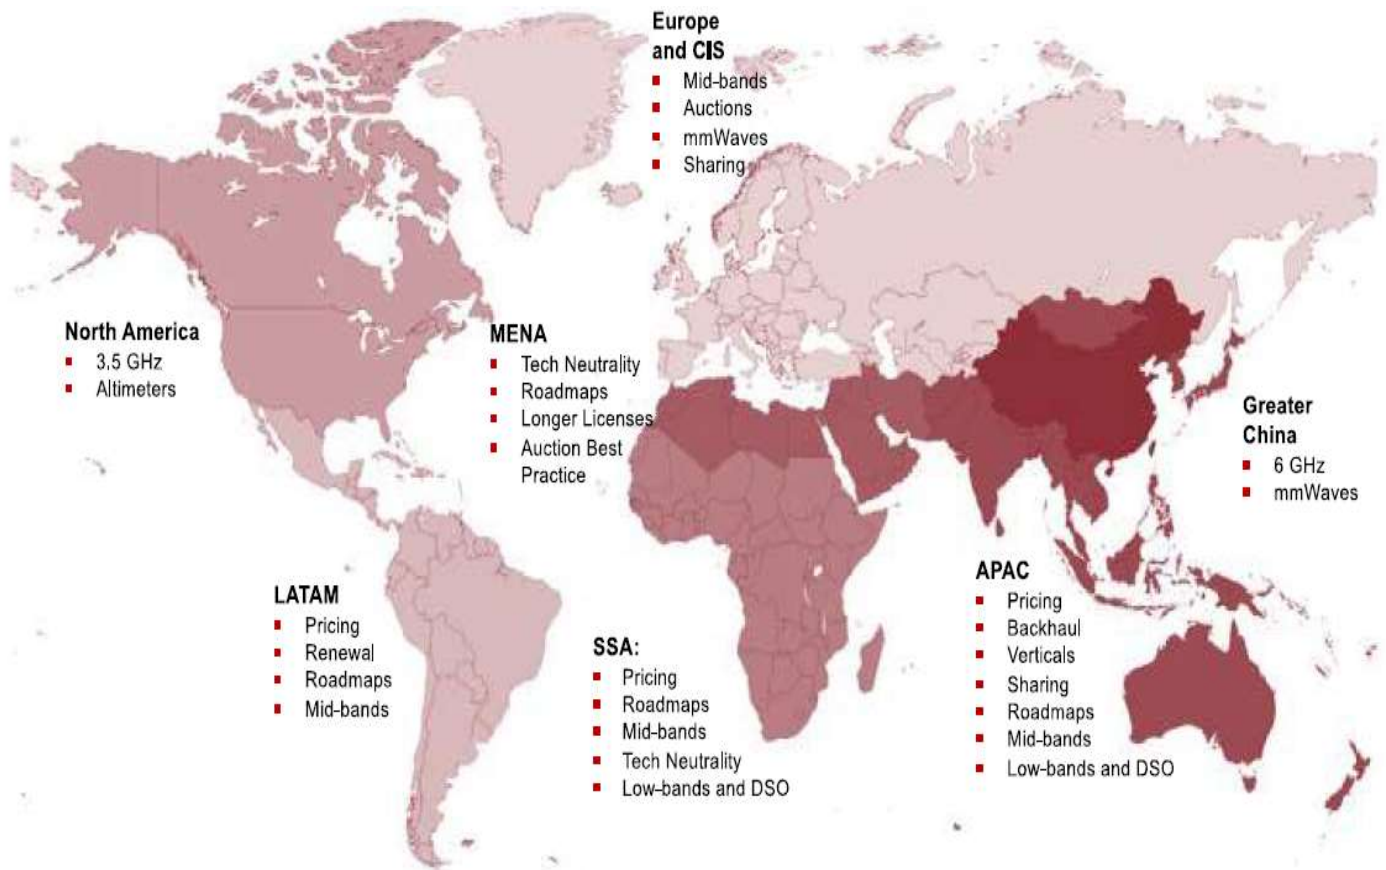 Europe
and CIS
Mid-bands
Auctions
mmWaves
Sharing
North America
3.5 GHz
Altimeters
MENA
Tech Neutrality
Roadmaps
Longer Licenses
Auction Best
Practice
Greater
China
6 GHz
mmWaves
LATAM
Pricing
Renewal
Roadmaps
Mid-bands
SSA:
Pricing
Roadmaps
Mid-bands
Tech Neutrality
Low-bands and DSO
APAC
Pricing
Backhaul
Verticals
Sharing
Roadmaps
Mid-bands
Low-bands and DSO